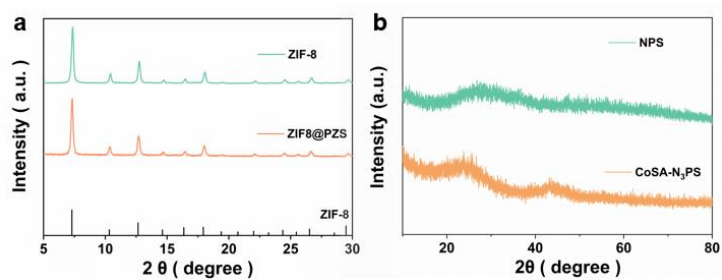 a
Intensity ( a.u. )
ZIF-8
ZIF8@PZS
ZIF-8
5 10 15 20 25 30
2 θ ( degree )
b
Intensity (a.u.)
NPS
CoSA-N₃PS
20 40 60 80
2θ ( degree )